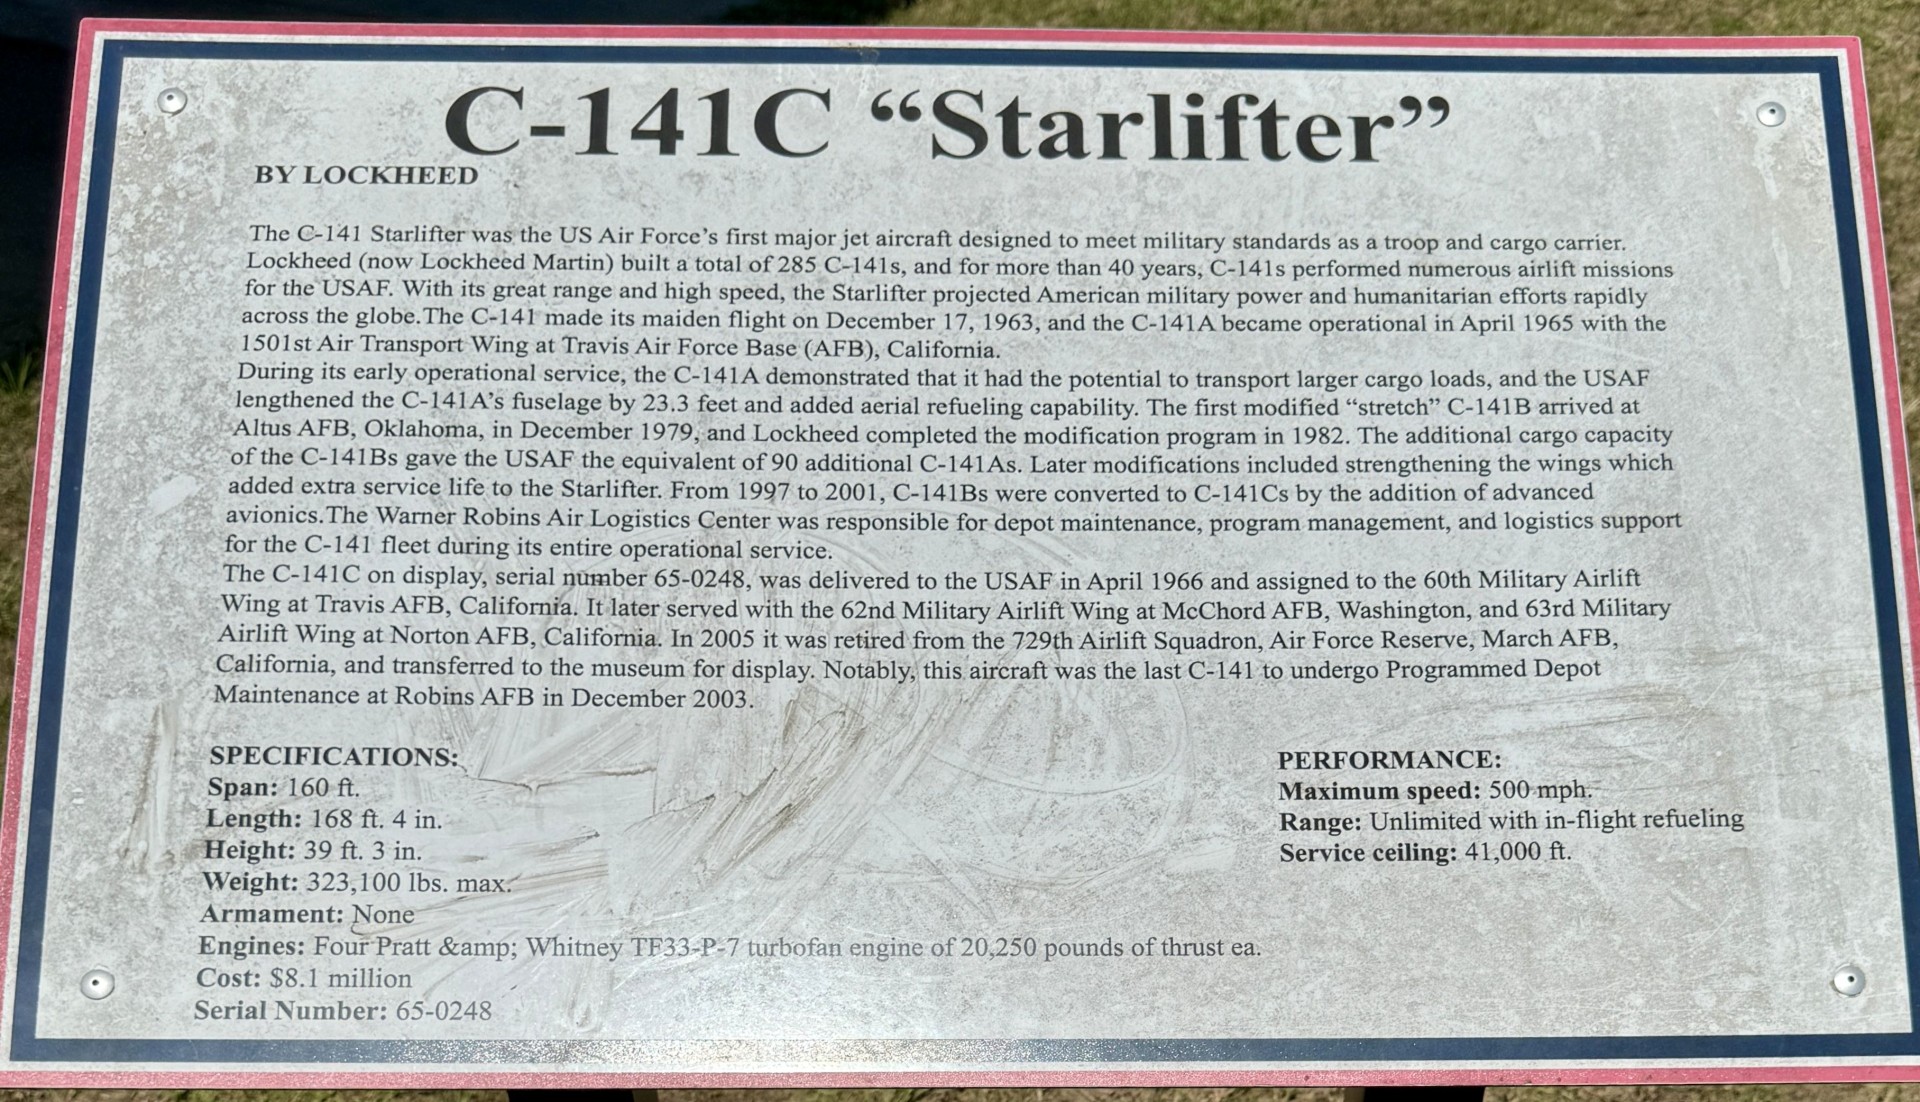 C-141C “Starlifter”
BY LOCKHEED
The C-141 Starlifter was the US Air Force’s first major jet aircraft designed to meet military standards as a troop and cargo carrier.
Lockheed (now Lockheed Martin) built a total of 285 C-141s, and for more than 40 years, C-141s performed numerous airlift missions
for the USAF. With its great range and high speed, the Starlifter projected American military power and humanitarian efforts rapidly
across the globe.The C-141 made its maiden flight on December 17, 1963, and the C-141A became operational in April 1965 with the
1501st Air Transport Wing at Travis Air Force Base (AFB), California.
During its early operational service, the C-141A demonstrated that it had the potential to transport larger cargo loads, and the USAF
lengthened the C-141A’s fuselage by 23.3 feet and added aerial refueling capability. The first modified “stretch” C-141B arrived at
Altus AFB, Oklahoma, in December 1979, and Lockheed completed the modification program in 1982. The additional cargo capacity
of the C-141Bs gave the USAF the equivalent of 90 additional C-141As. Later modifications included strengthening the wings which
added extra service life to the Starlifter. From 1997 to 2001, C-141Bs were converted to C-141Cs by the addition of advanced
avionics.The Warner Robins Air Logistics Center was responsible for depot maintenance, program management, and logistics support
for the C-141 fleet during its entire operational service.
The C-141C on display, serial number 65-0248, was delivered to the USAF in April 1966 and assigned to the 60th Military Airlift
Wing at Travis AFB, California. It later served with the 62nd Military Airlift Wing at McChord AFB, Washington, and 63rd Military
Airlift Wing at Norton AFB, California. In 2005 it was retired from the 729th Airlift Squadron, Air Force Reserve, March AFB,
California, and transferred to the museum for display. Notably, this aircraft was the last C-141 to undergo Programmed Depot
Maintenance at Robins AFB in December 2003.
SPECIFICATIONS:
Span: 160 ft.
Length: 168 ft. 4 in.
Height: 39 ft. 3 in.
Weight: 323,100 lbs. max.
Armament: None
Engines: Four Pratt &amp; Whitney TF33-P-7 turbofan engine of 20,250 pounds of thrust ea.
Cost: $8.1 million
Serial Number: 65-0248
PERFORMANCE:
Maximum speed: 500 mph.
Range: Unlimited with in-flight refueling
Service ceiling: 41,000 ft.